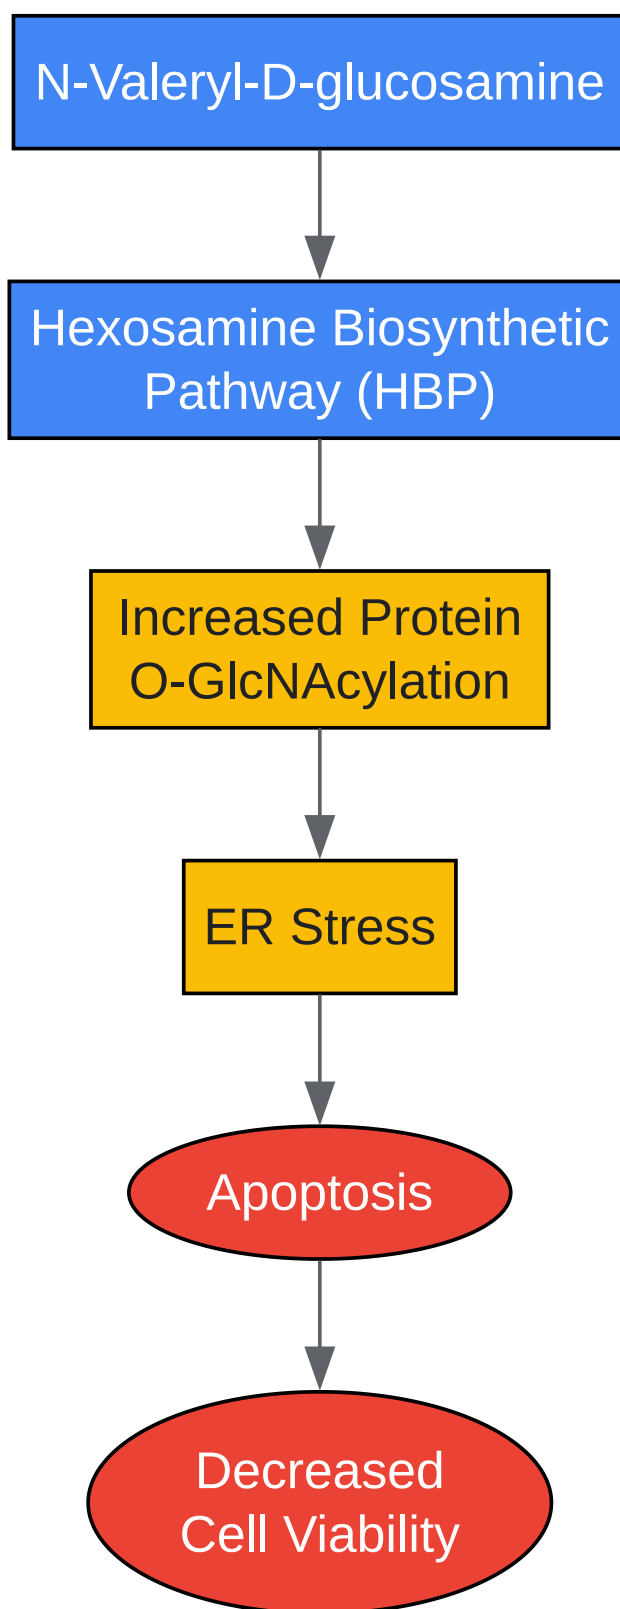 N-Valeryl-D-glucosamine
Hexosamine Biosynthetic
Pathway (HBP)
Increased Protein
O-GlcNAcylation
ER Stress
Apoptosis
Decreased
Cell Viability